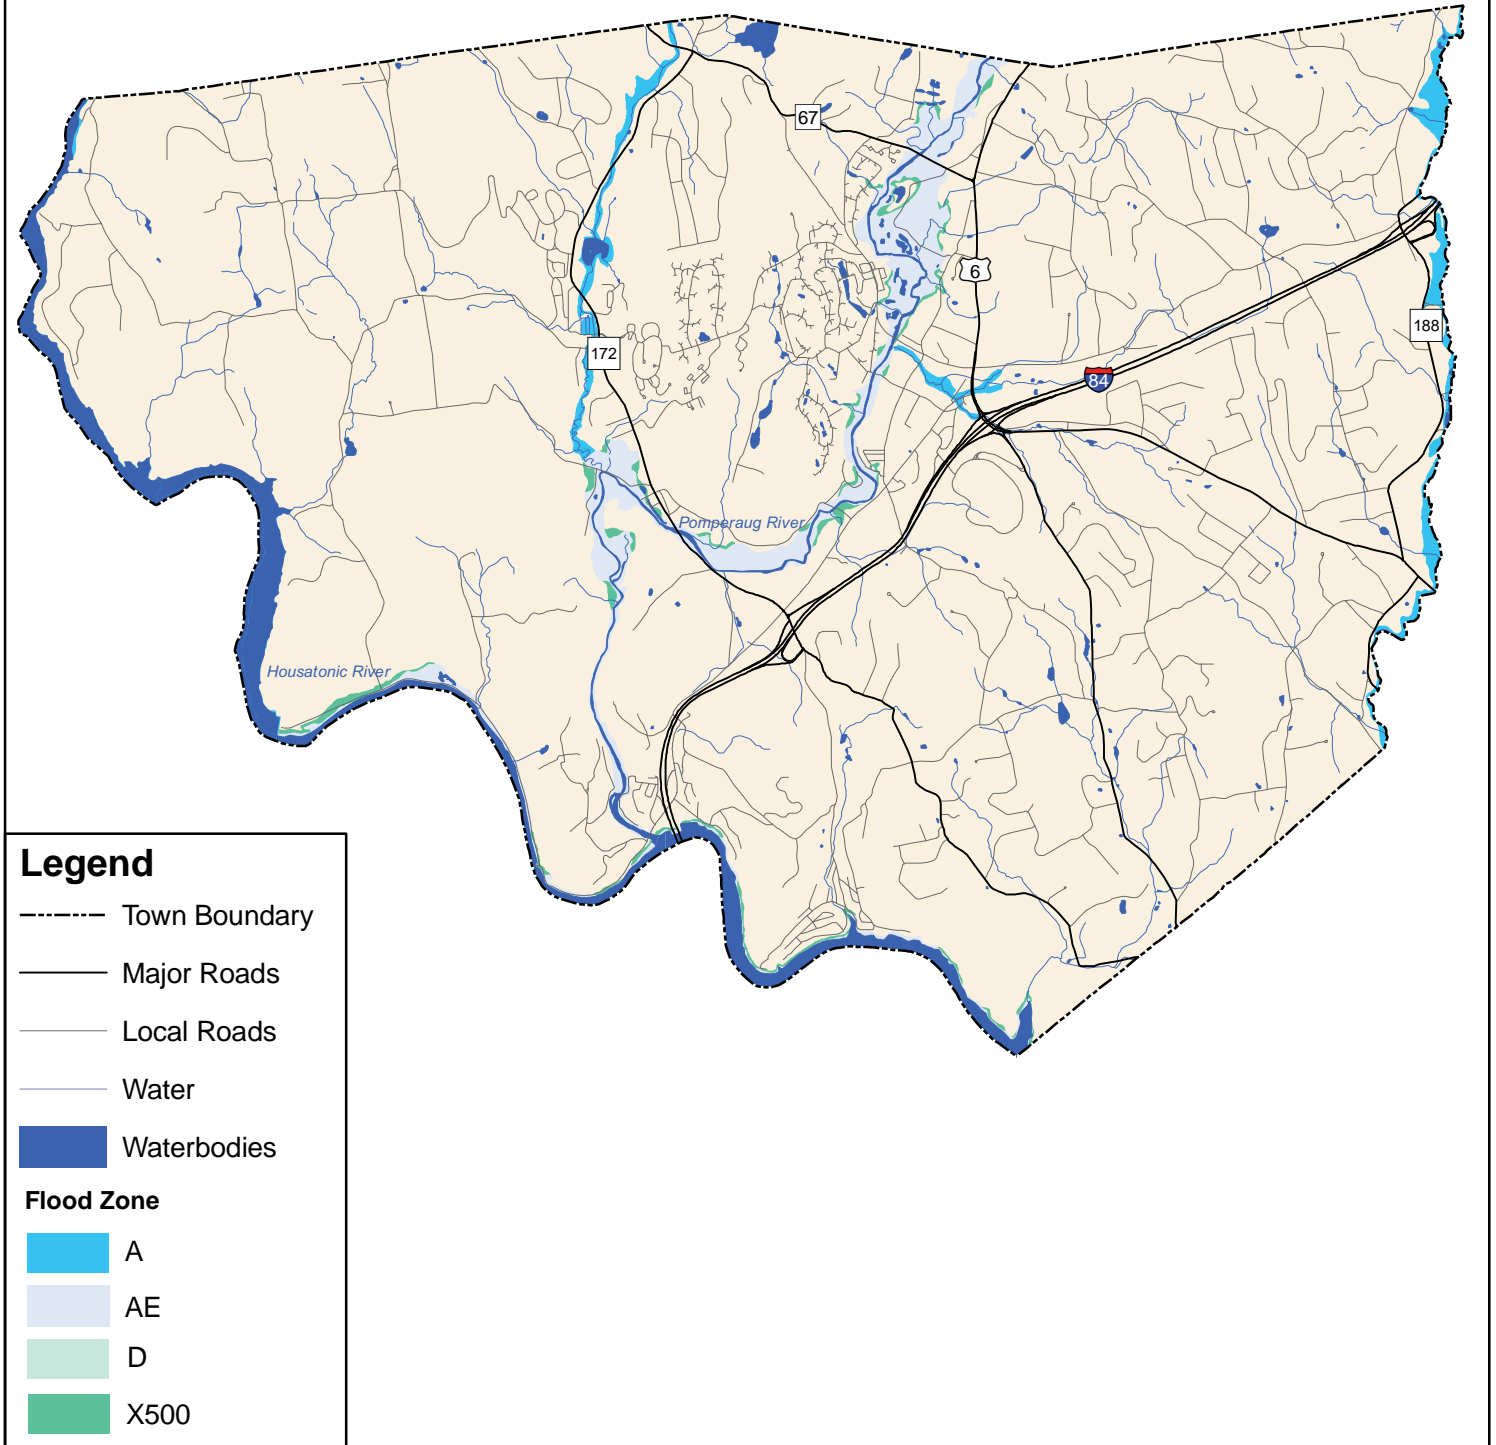 67
6
188
172
84
Pomperaug River
Housatonic River
Legend
Town Boundary
Major Roads
Local Roads
Water
Waterbodies
Flood Zone
A
AE
D
X500